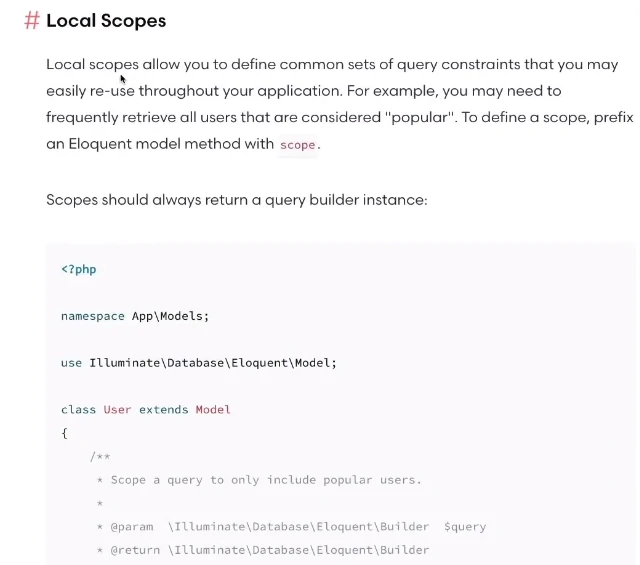 # Local Scopes
Local scopes allow you to define common sets of query constraints that you may
easily re-use throughout your application. For example, you may need to
frequently retrieve all users that are considered "popular". To define a scope, prefix
an Eloquent model method with scope.
Scopes should always return a query builder instance:
<?php
namespace App\Models;
use Illuminate\Database\Eloquent\Model;
class User extends Model
{
    /**
     * Scope a query to only include popular users.
     *
     * @param  \Illuminate\Database\Eloquent\Builder  $query
     * @return \Illuminate\Database\Eloquent\Builder